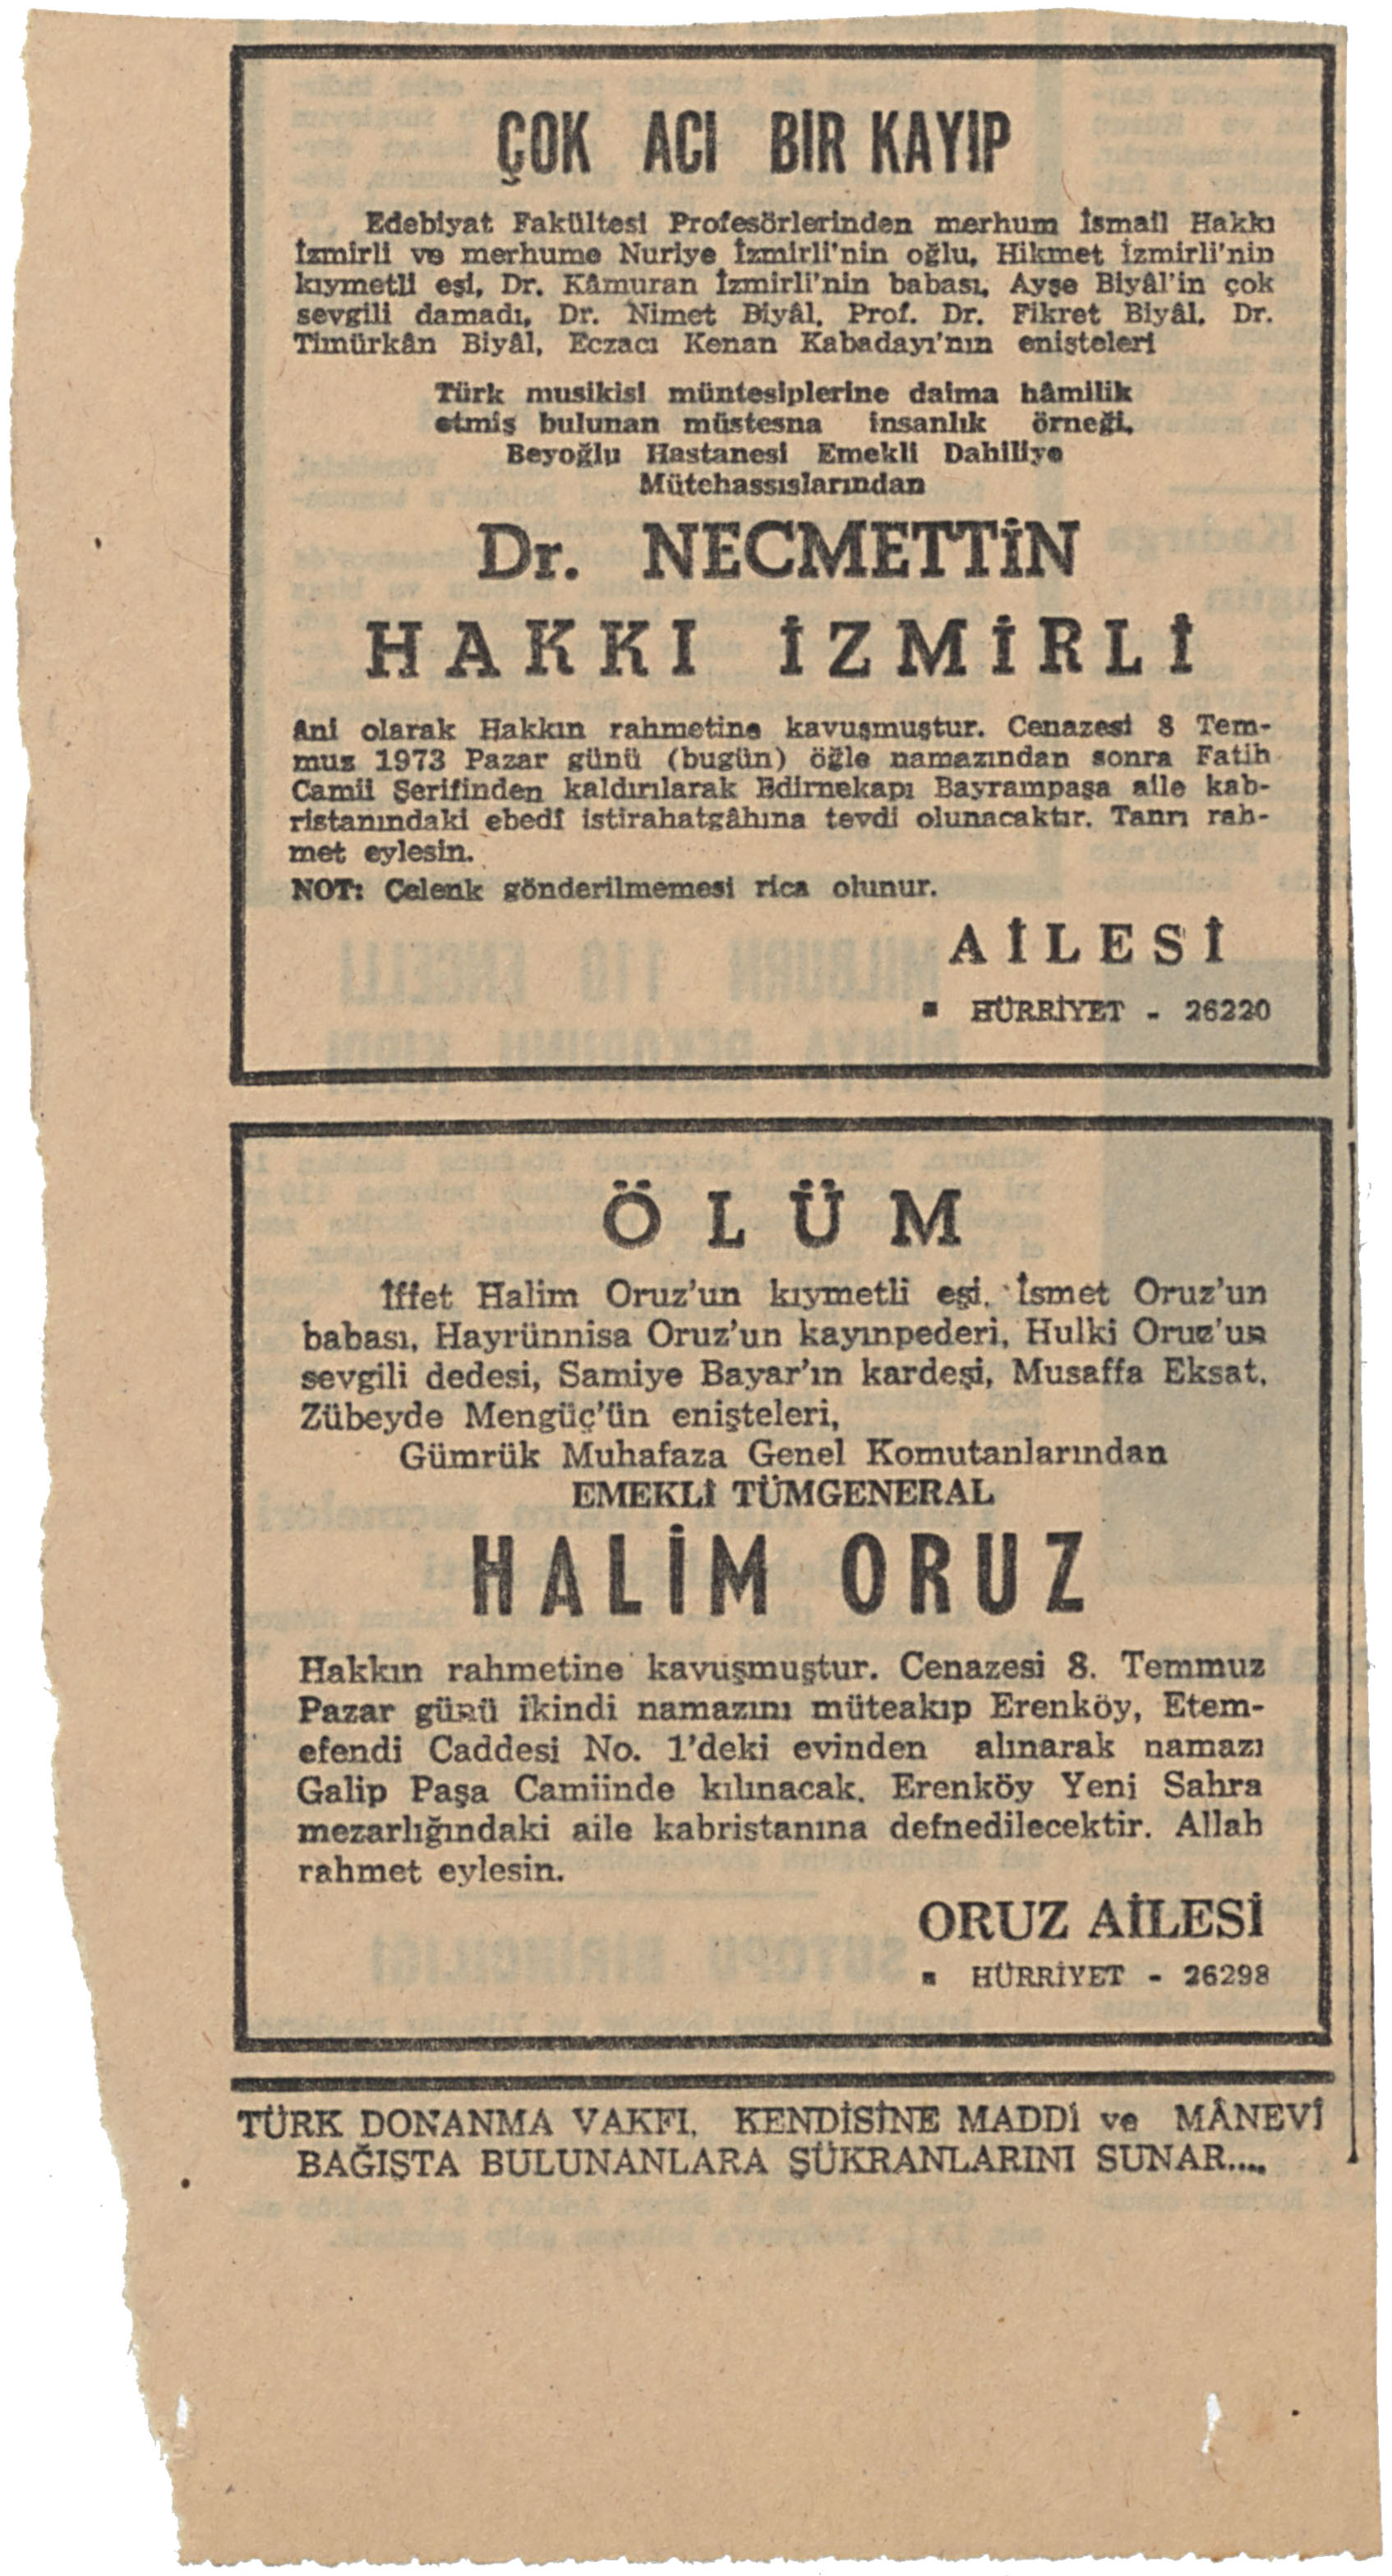 ÇOK ACI BİR KAYIP
Edebiyat Fakültesi Profesörlerinden merhum İsmail Hakkı
İzmirli ve merhume Nuriye İzmirli'nin oğlu, Hikmet İzmirli'nin
kıymetli eşi, Dr. Kâmuran İzmirli'nin babası, Ayşe Biyâl'in çok
sevgili damadı, Dr. Nimet Biyâl, Prof. Dr. Fikret Biyâl, Dr.
Timürkân Biyâl, Eczacı Kenan Kabadayı'nın enişteleri
Türk musikisi müntesiplerine daima hâmilik
etmiş bulunan müstesna insanlık örneği,
Beyoğlu Hastanesi Emekli Dahiliye
Mütehassıslarından
Dr. NECMETTİN
HAKKI İZMİRLİ
Âni olarak Hakkın rahmetine kavuşmuştur. Cenazesi 8 Tem-
muz 1973 Pazar günü (bugün) öğle namazından sonra Fatih
Camii Şerifinden kaldırılarak Edirnekapı Bayrampaşa aile kab-
ristanındaki ebedî istirahatgâhına tevdi olunacaktır. Tanrı rah-
met eylesin.
NOT: Çelenk gönderilmemesi rica olunur.
AİLESİ
▪ HÜRRİYET - 26220
ÖLÜM
İffet Halim Oruz'un kıymetli eşi, İsmet Oruz'un
babası, Hayrünnisa Oruz'un kayınpederi, Hulki Oruz'un
sevgili dedesi, Samiye Bayar'ın kardeşi, Musaffa Eksat,
Zübeyde Mengüç'ün enişteleri,
Gümrük Muhafaza Genel Komutanlarından
EMEKLİ TÜMGENERAL
HALİM ORUZ
Hakkın rahmetine kavuşmuştur. Cenazesi 8. Temmuz
Pazar günü ikindi namazını müteakıp Erenköy, Etem-
efendi Caddesi No. 1'deki evinden alınarak namazı
Galip Paşa Camiinde kılınacak, Erenköy Yeni Sahra
mezarlığındaki aile kabristanına defnedilecektir. Allah
rahmet eylesin.
ORUZ AİLESİ
▪ HÜRRİYET - 26298
TÜRK DONANMA VAKFI, KENDİSİNE MADDİ ve MÂNEVÎ
BAĞIŞTA BULUNANLARA ŞÜKRANLARINI SUNAR....